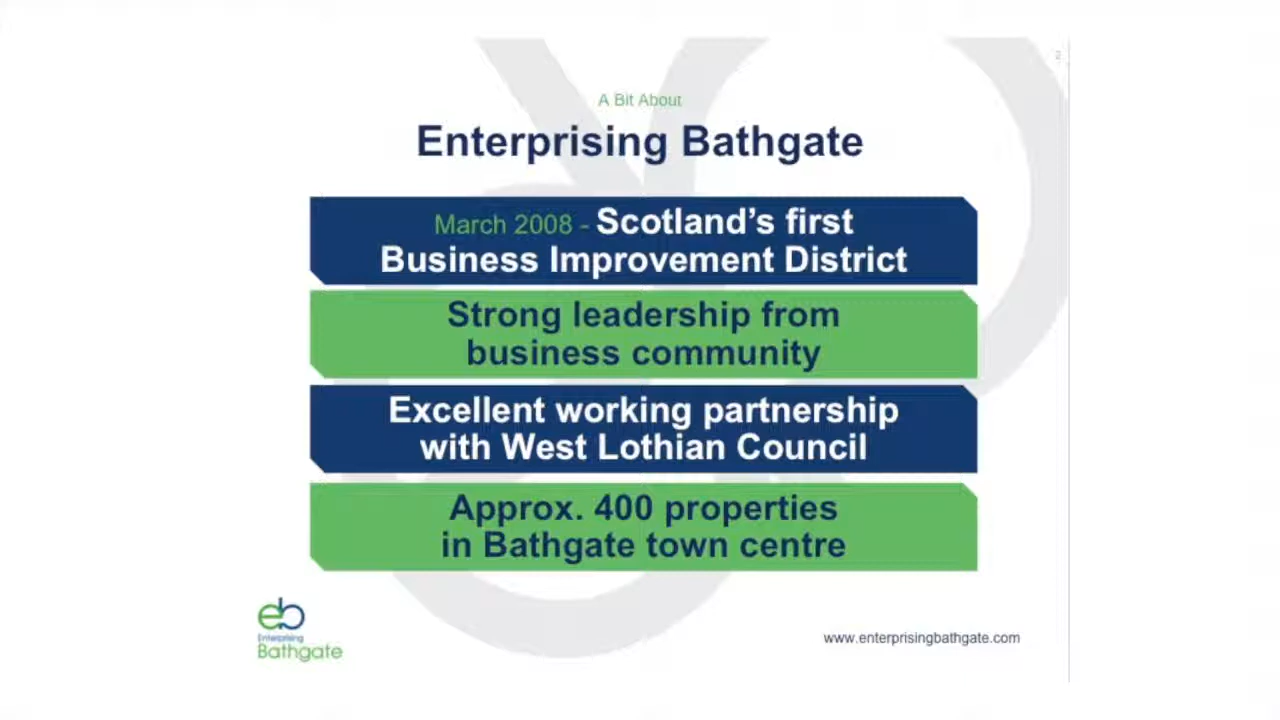 A Bit About
Enterprising Bathgate
March 2008 - Scotland's first
Business Improvement District
Strong leadership from
business community
Excellent working partnership
with West Lothian Council
Approx. 400 properties
in Bathgate town centre
eb
Enterprising
Bathgate
www.enterprisingbathgate.com